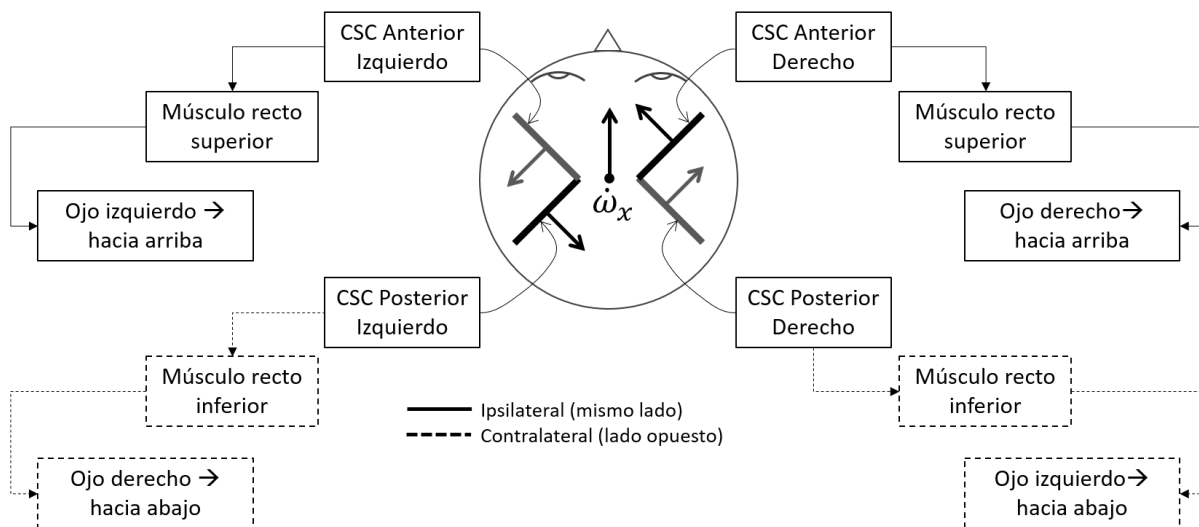 CSC Anterior
Izquierdo
CSC Anterior
Derecho
Músculo recto
superior
Músculo recto
superior
Ojo izquierdo →
hacia arriba
ω̇ₓ
Ojo derecho→
hacia arriba
CSC Posterior
Izquierdo
CSC Posterior
Derecho
Músculo recto
inferior
Músculo recto
inferior
Ipsilateral (mismo lado)
Contralateral (lado opuesto)
Ojo derecho →
hacia abajo
Ojo izquierdo→
hacia abajo